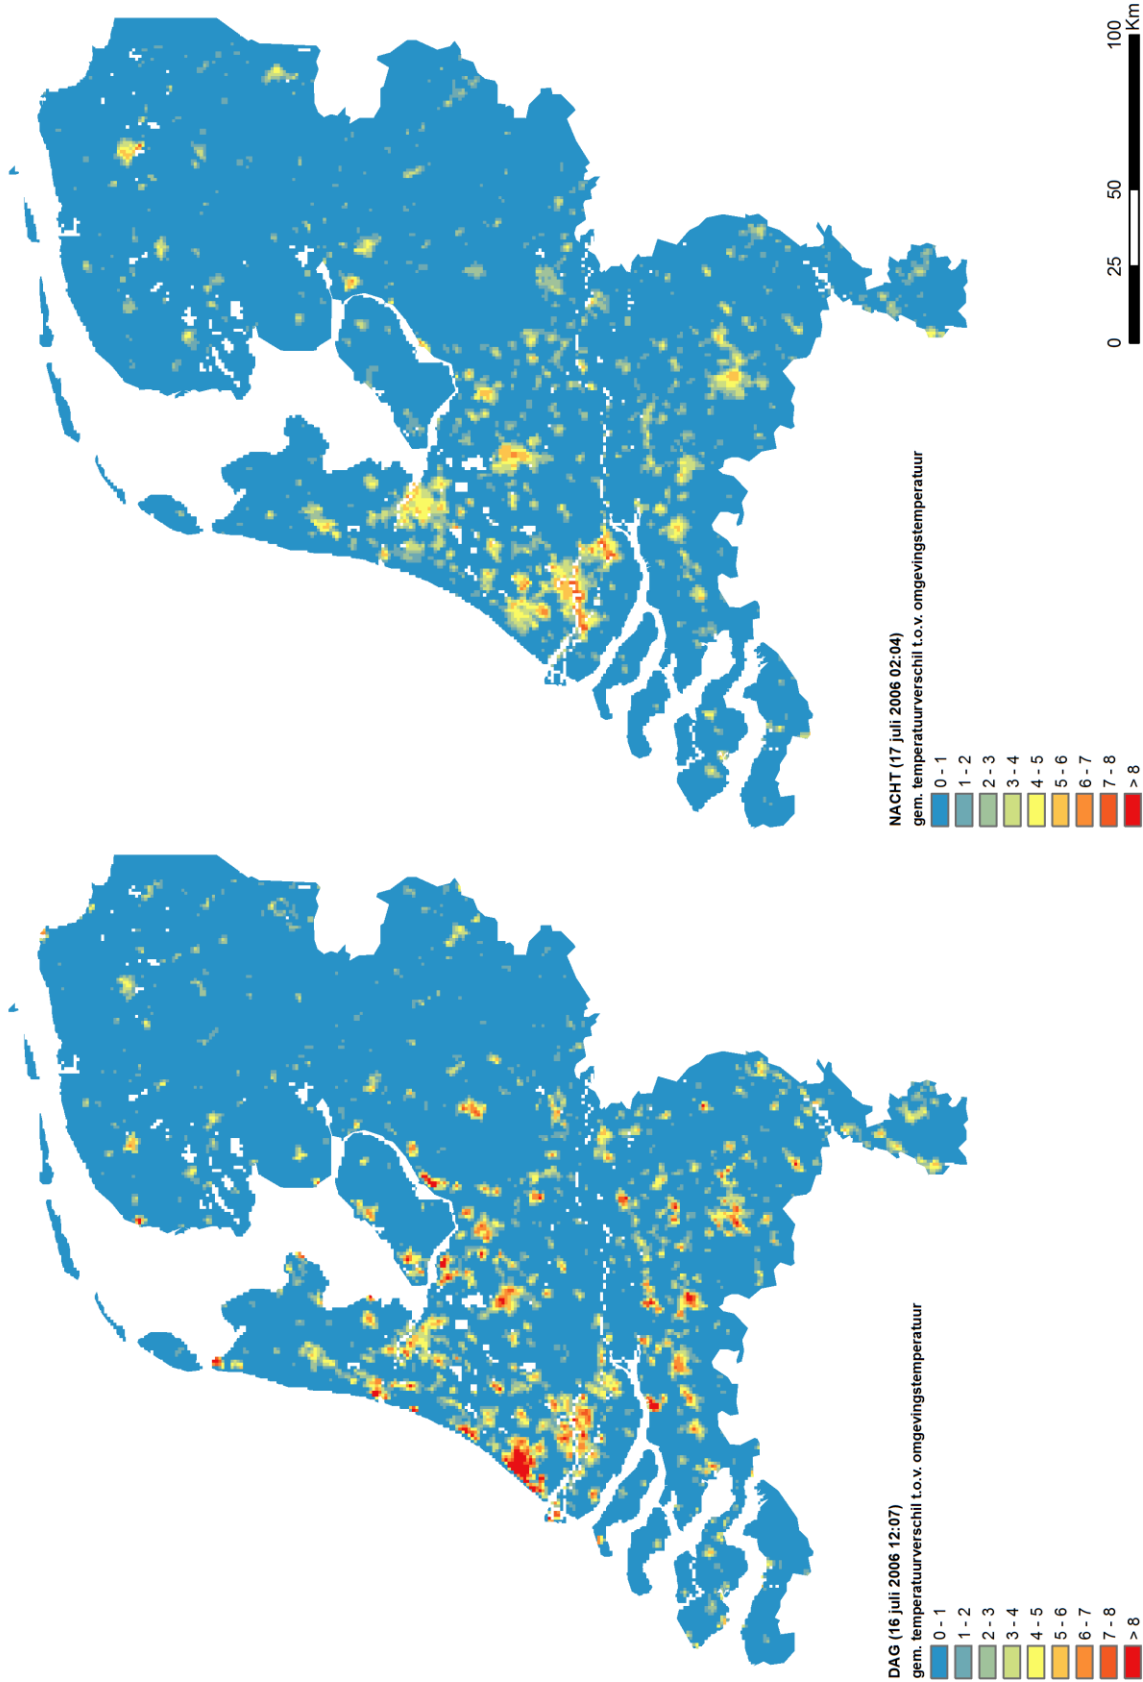 DAG (16 juli 2006 12:07)
gem. temperatuurverschil t.o.v. omgevingstemperatuur
0 - 1
1 - 2
2 - 3
3 - 4
4 - 5
5 - 6
6 - 7
7 - 8
> 8
NACHT (17 juli 2006 02:04)
gem. temperatuurverschil t.o.v. omgevingstemperatuur
0 - 1
1 - 2
2 - 3
3 - 4
4 - 5
5 - 6
6 - 7
7 - 8
> 8
0 25 50 100
Km